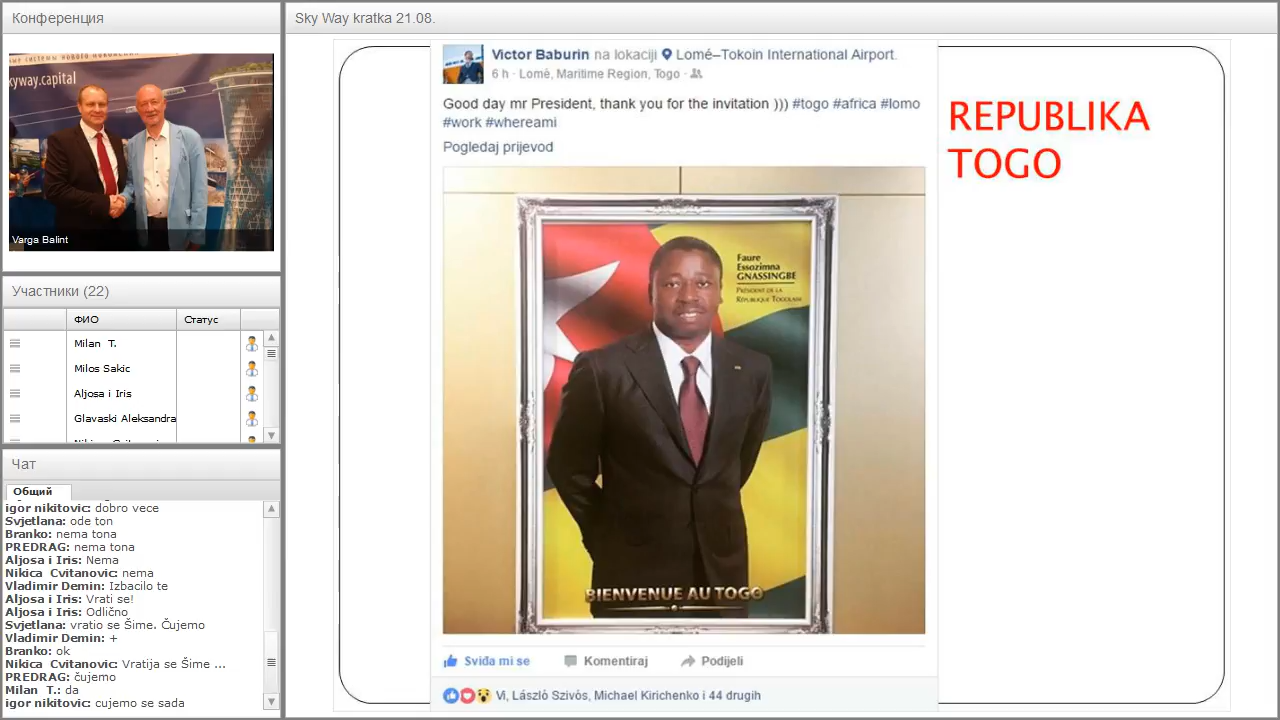 Конференция
Sky Way kratka 21.08.
kyway.capital
Varga Balint
Участники (22)
ФИО
Статус
Milan T.
Milos Sakic
Aljosa i Iris
Glavaski Aleksandra
Чат
Общий
igor nikitovic: dobro vece
Svjetlana: ode ton
Branko: nema tona
PREDRAG: nema tona
Aljosa i Iris: Nema
Nikica Cvitanovic: nema
Vladimir Demin: Izbacilo te
Aljosa i Iris: Vrati se!
Aljosa i Iris: Odlično
Svjetlana: vratio se Šime. Čujemo
Vladimir Demin: +
Branko: ok
Nikica Cvitanovic: Vratija se Šime ...
PREDRAG: čujemo
Milan T.: da
igor nikitovic: cujemo se sada
Victor Baburin na lokaciji Lomé–Tokoin International Airport.
6 h · Lomé, Maritime Region, Togo ·
Good day mr President, thank you for the invitation ))) #togo #africa #lomo
#work #whereami
Pogledaj prijevod
Faure
Essozimna
GNASSINGBE
PRÉSIDENT DE LA
RÉPUBLIQUE TOGOLAISE
BIENVENUE AU TOGO
Sviđa mi se
Komentiraj
Podijeli
Vi, László Szivós, Michael Kirichenko i 44 drugih
REPUBLIKA
TOGO